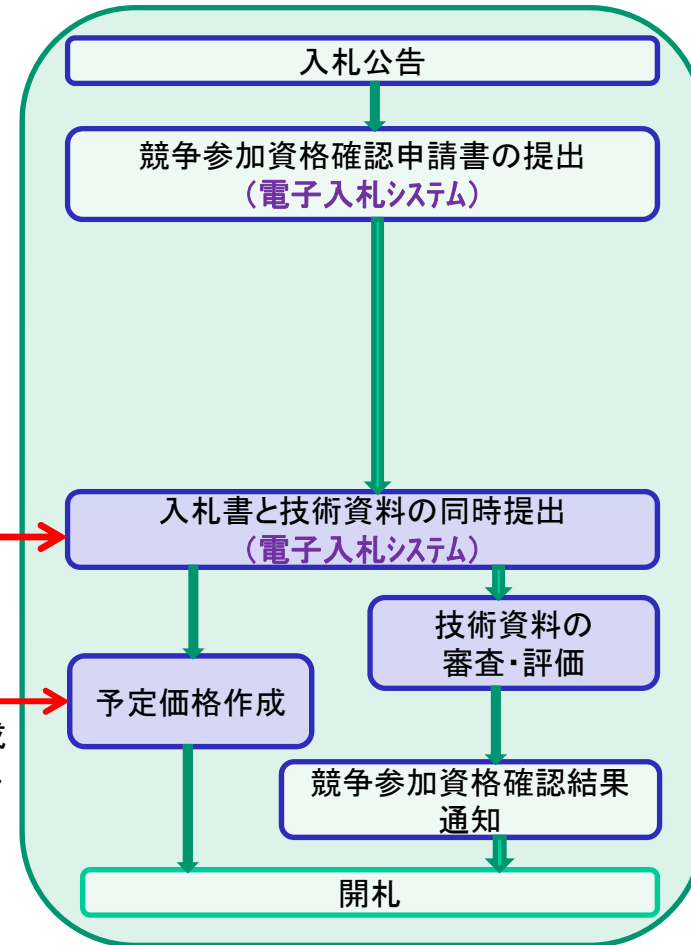 入札公告
競争参加資格確認申請書の提出
（電子入札システム）
入札書と技術資料の同時提出
（電子入札システム）
技術資料の
審査・評価
予定価格作成
競争参加資格確認結果
通知
開札